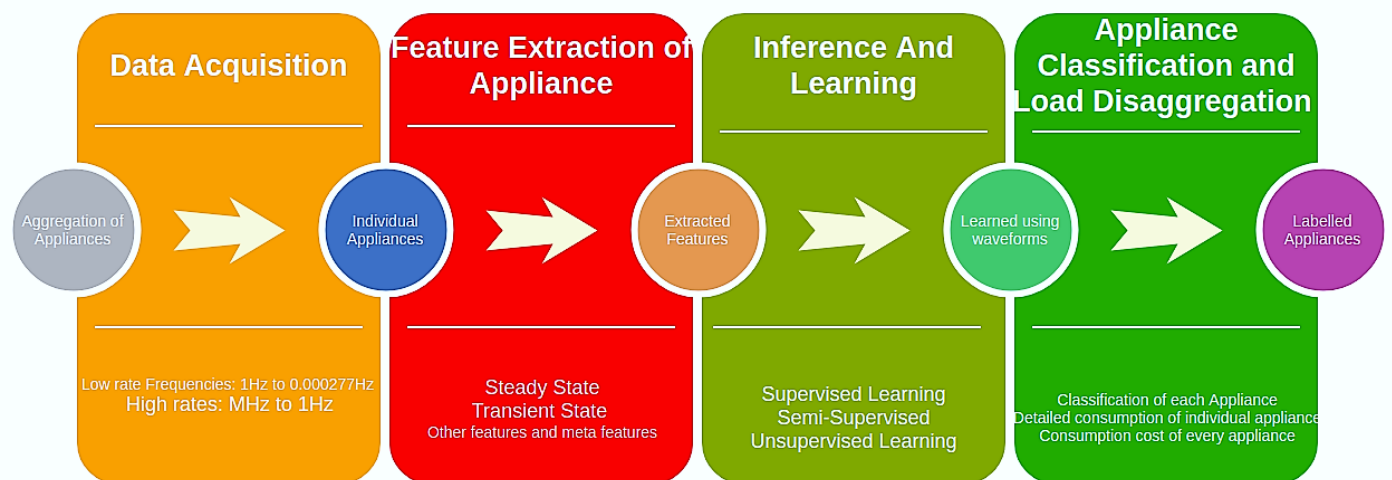 Data Acquisition
Feature Extraction of
Appliance
Inference And
Learning
Appliance
Classification and
Load Disaggregation
Aggregation of
Appliances
Individual
Appliances
Extracted
Features
Learned using
waveforms
Labelled
Appliances
Low rate Frequencies: 1Hz to 0.000277Hz
High rates: MHz to 1Hz
Steady State
Transient State
Other features and meta features
Supervised Learning
Semi-Supervised
Unsupervised Learning
Classification of each Appliance
Detailed consumption of individual appliance
Consumption cost of every appliance